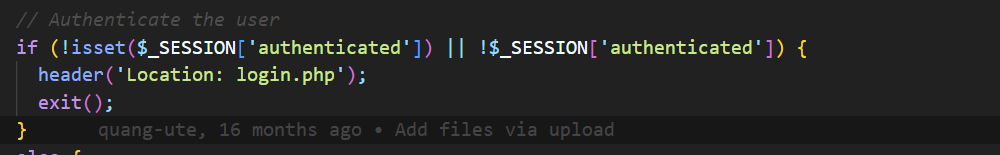 // Authenticate the user
if (!isset($_SESSION['authenticated']) || !$_SESSION['authenticated']) {
header('Location: login.php');
exit();
} quang-ute, 16 months ago • Add files via upload
else {